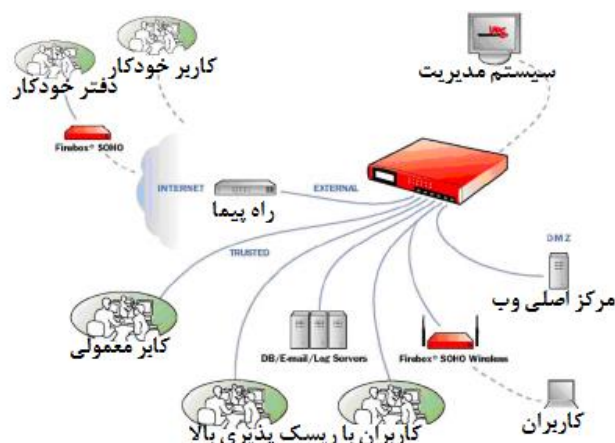 کاربر خودکار
دفتر خودکار
سیستم مدیریت
Firebox® SOHO
INTERNET
EXTERNAL
راه پیما
TRUSTED
DMZ
مرکز اصلی وب
کابر معمولی
DB/E-mail/Log Servers
Firebox® SOHO Wireless
کاربران با ریسک پذیری بالا
کاربران